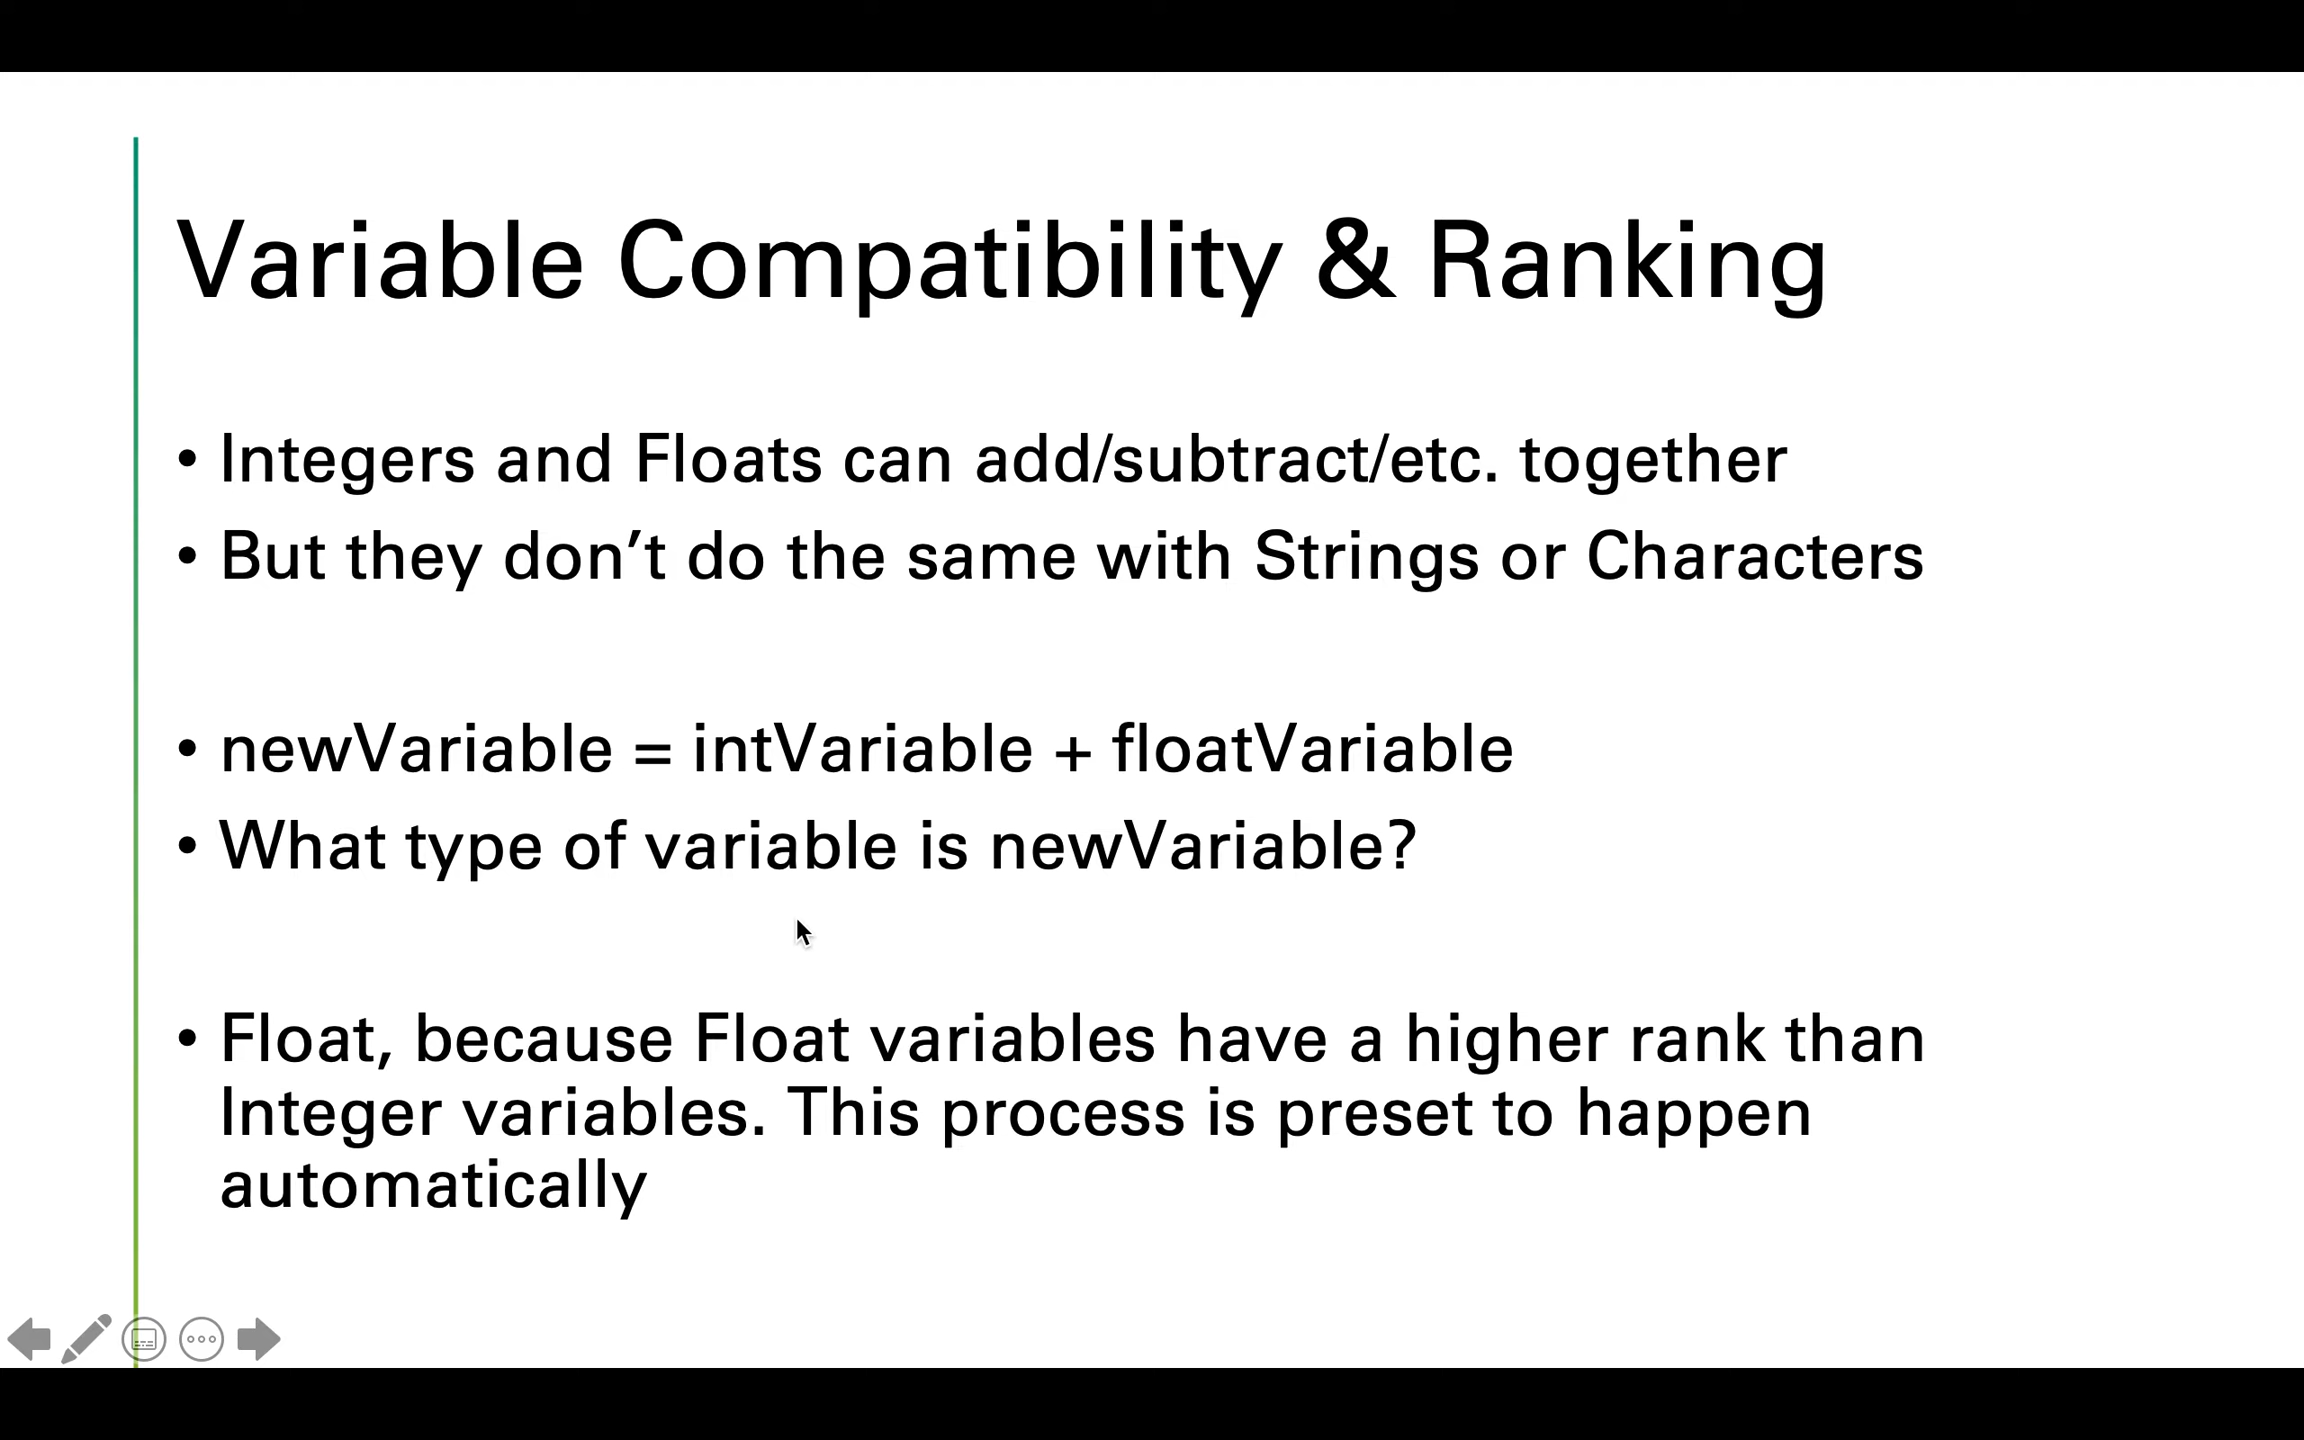 Variable Compatibility & Ranking
• Integers and Floats can add/subtract/etc. together
• But they don’t do the same with Strings or Characters
• newVariable = intVariable + floatVariable
• What type of variable is newVariable?
• Float, because Float variables have a higher rank than
Integer variables. This process is preset to happen
automatically